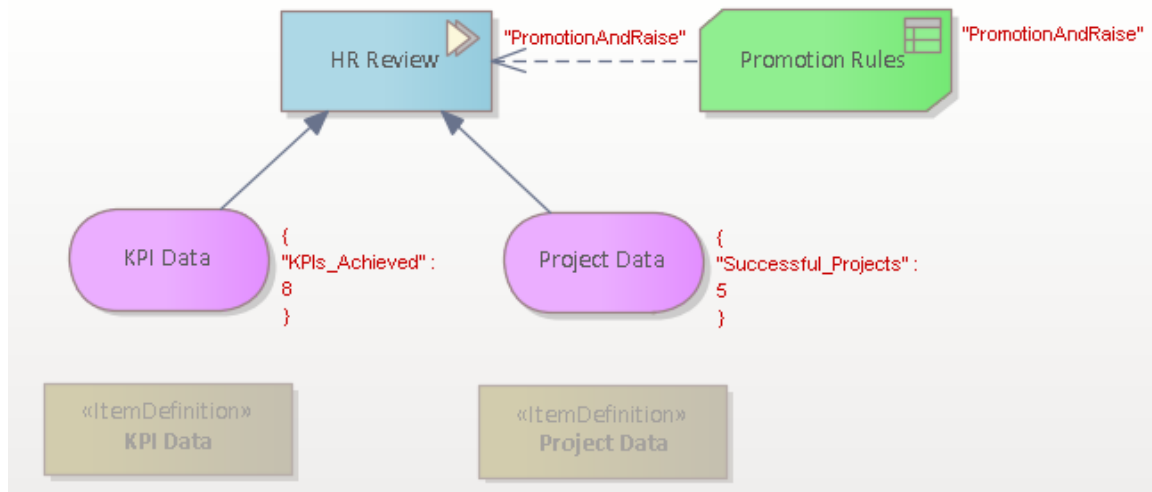 "PromotionAndRaise"
"PromotionAndRaise"
HR Review
Promotion Rules
KPI Data
{
"KPIs_Achieved" :
8
}
Project Data
{
"Successful_Projects" :
5
}
«ItemDefinition»
KPI Data
«ItemDefinition»
Project Data